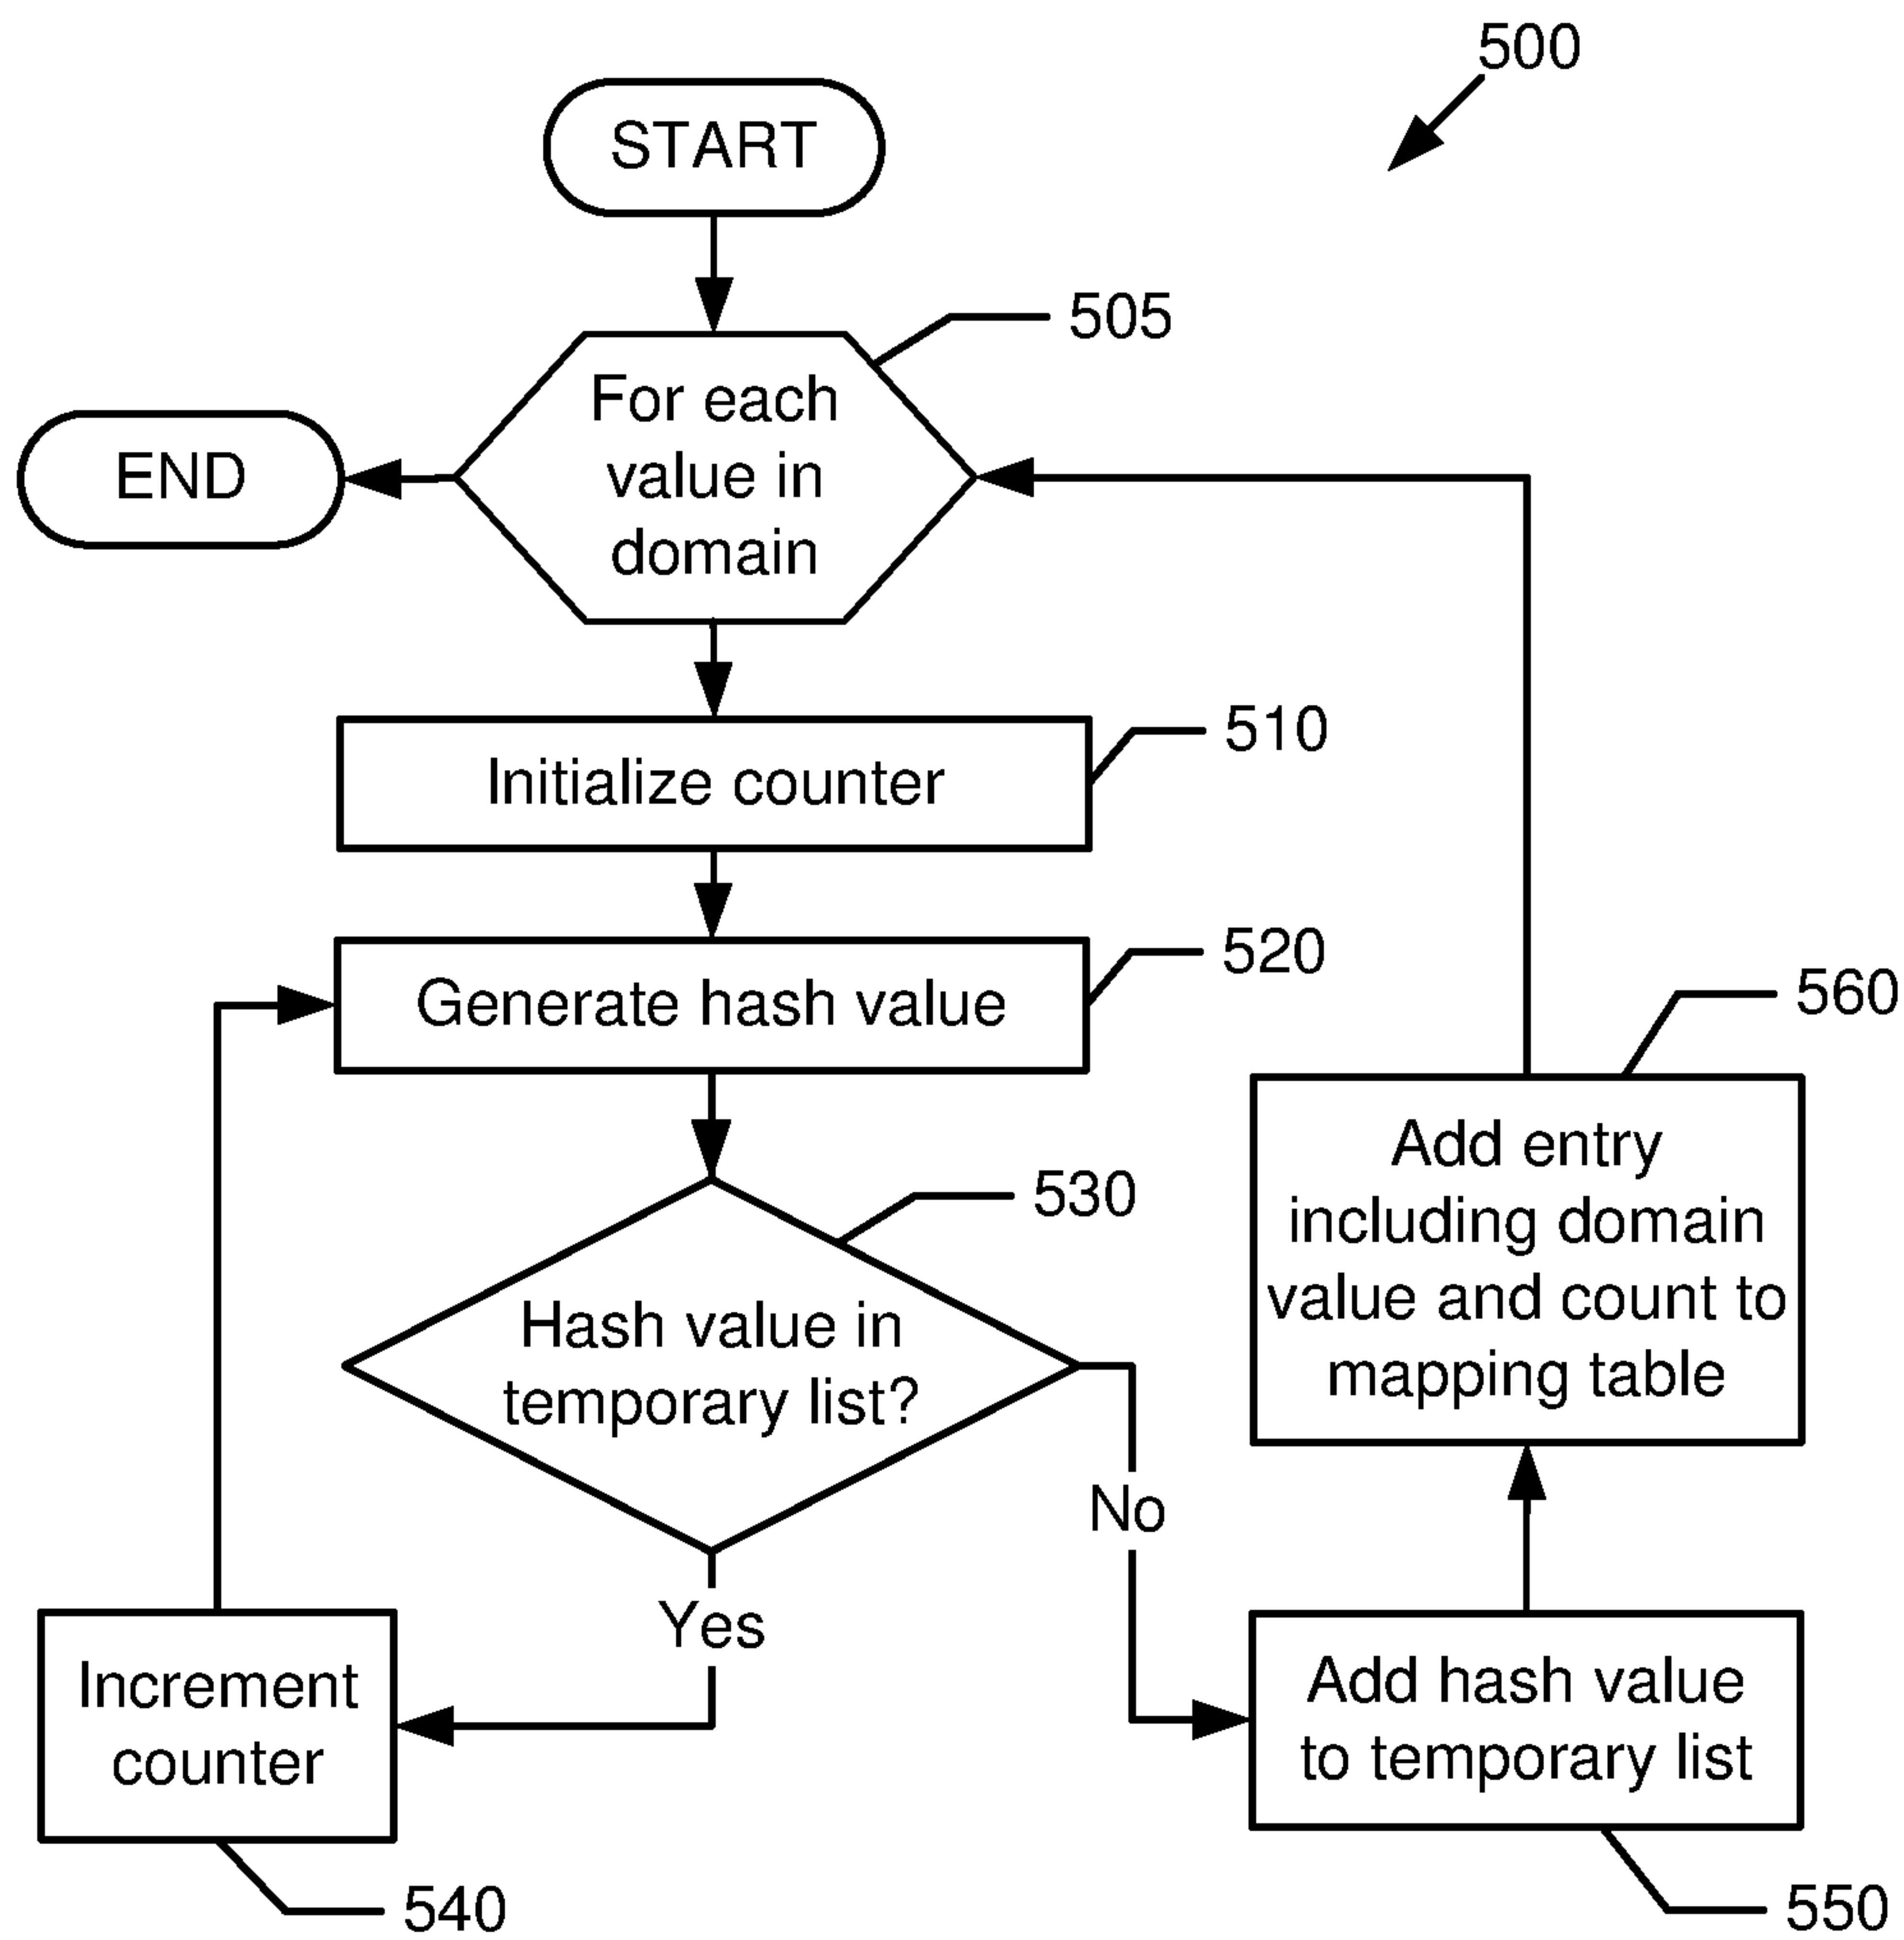 500
START
505
For each
value in
domain
END
Initialize counter
510
Generate hash value
520
560
Add entry
including domain
value and count to
mapping table
530
Hash value in
temporary list?
No
Yes
Increment
counter
Add hash value
to temporary list
540
550